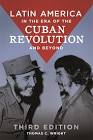 LATIN AMERICA
IN THE ERA OF THE
CUBAN
REVOLUTION
AND BEYOND
THIRD EDITION
THOMAS C. WRIGHT